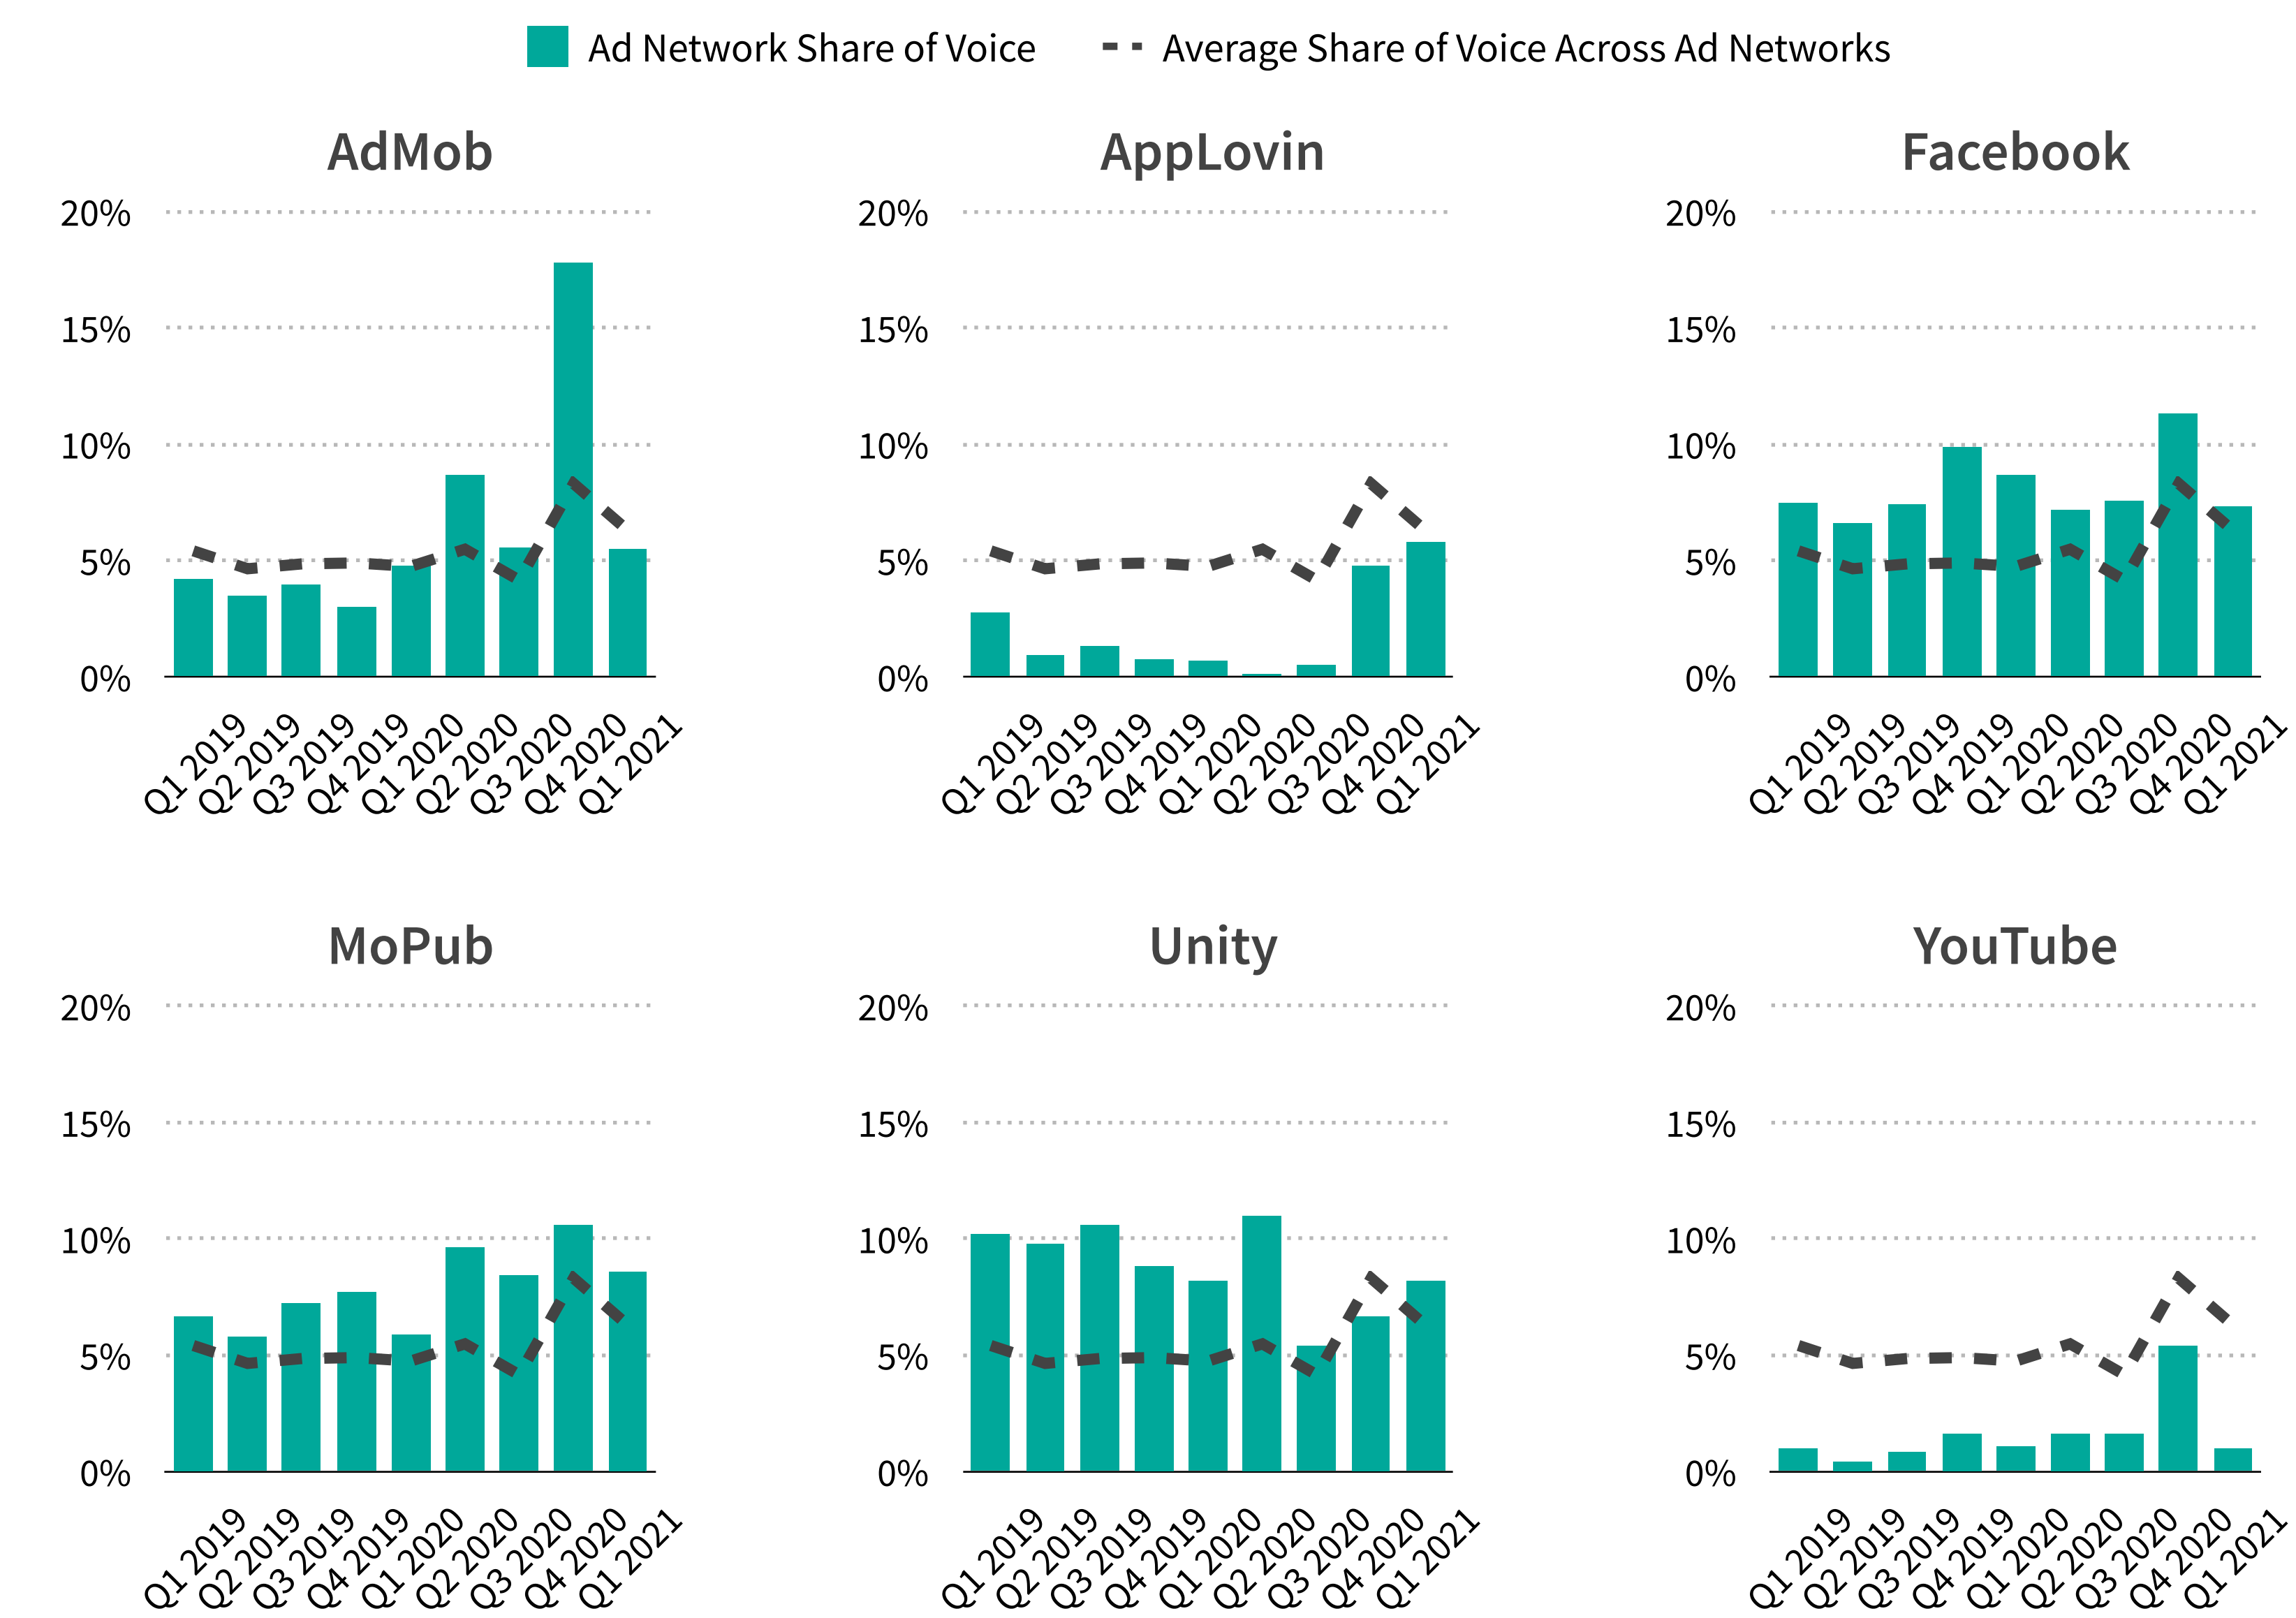 Ad Network Share of Voice
Average Share of Voice Across Ad Networks
AdMob
20%
15%
10%
5%
0%
Q1 2019
Q2 2019
Q3 2019
Q4 2019
Q1 2020
Q2 2020
Q3 2020
Q4 2020
Q1 2021
AppLovin
20%
15%
10%
5%
0%
Q1 2019
Q2 2019
Q3 2019
Q4 2019
Q1 2020
Q2 2020
Q3 2020
Q4 2020
Q1 2021
Facebook
20%
15%
10%
5%
0%
Q1 2019
Q2 2019
Q3 2019
Q4 2019
Q1 2020
Q2 2020
Q3 2020
Q4 2020
Q1 2021
MoPub
20%
15%
10%
5%
0%
Q1 2019
Q2 2019
Q3 2019
Q4 2019
Q1 2020
Q2 2020
Q3 2020
Q4 2020
Q1 2021
Unity
20%
15%
10%
5%
0%
Q1 2019
Q2 2019
Q3 2019
Q4 2019
Q1 2020
Q2 2020
Q3 2020
Q4 2020
Q1 2021
YouTube
20%
15%
10%
5%
0%
Q1 2019
Q2 2019
Q3 2019
Q4 2019
Q1 2020
Q2 2020
Q3 2020
Q4 2020
Q1 2021